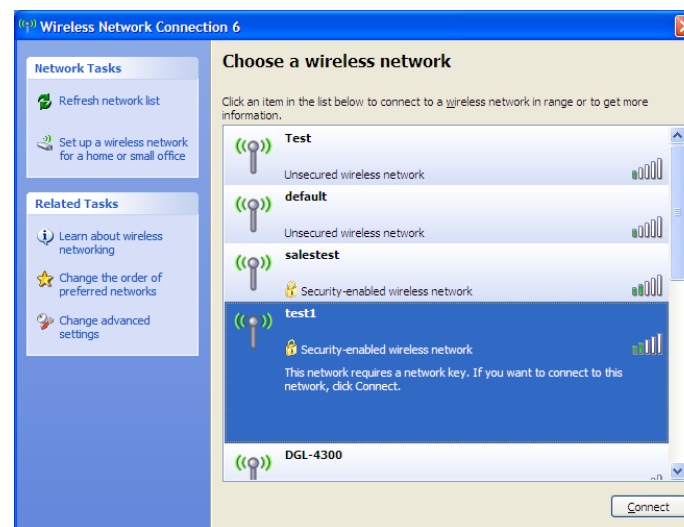 Wireless Network Connection 6
Network Tasks
Refresh network list
Set up a wireless network
for a home or small office
Related Tasks
Learn about wireless
networking
Change the order of
preferred networks
Change advanced
settings
Choose a wireless network
Click an item in the list below to connect to a wireless network in range or to get more
information.
Test
Unsecured wireless network
default
Unsecured wireless network
salestest
Security-enabled wireless network
test1
Security-enabled wireless network
This network requires a network key. If you want to connect to this
network, click Connect.
DGL-4300
Connect